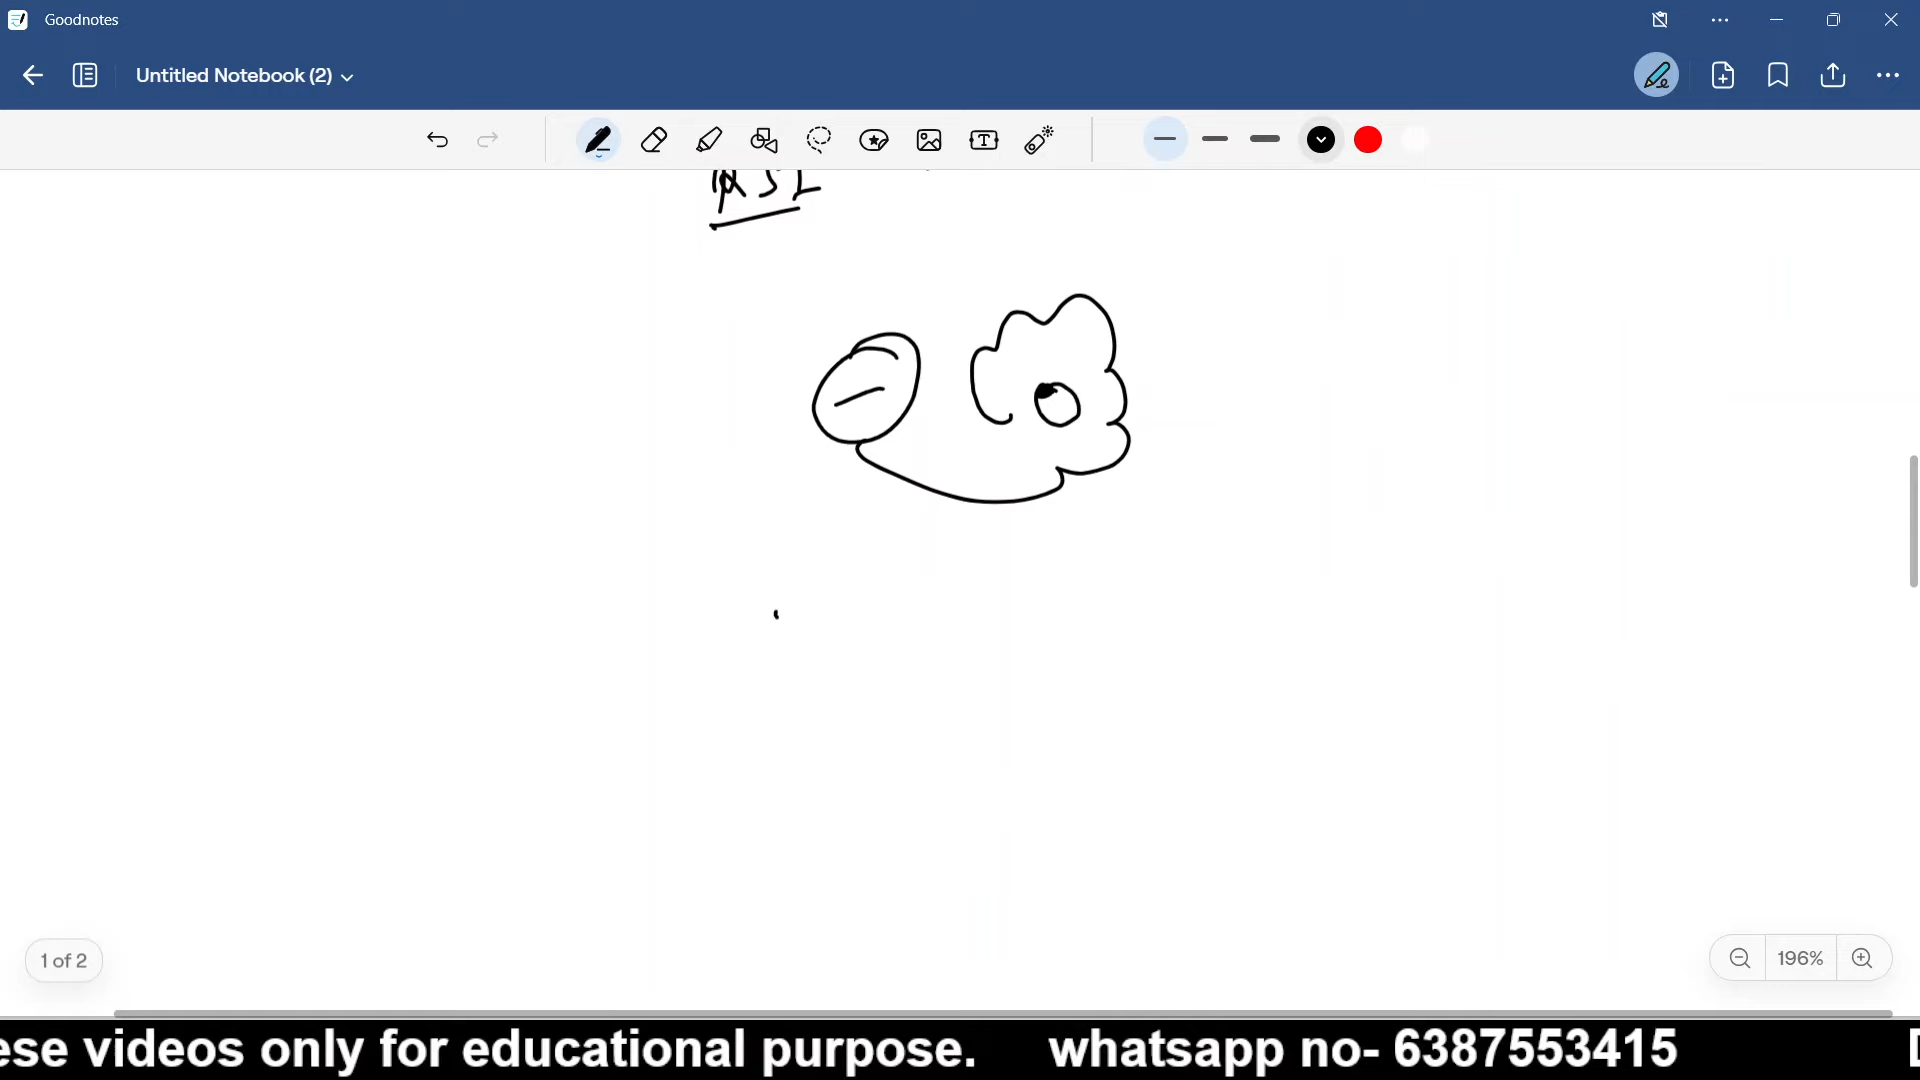 Goodnotes
Untitled Notebook (2)
1 of 2
196%
ese videos only for educational purpose. whatsapp no- 6387553415